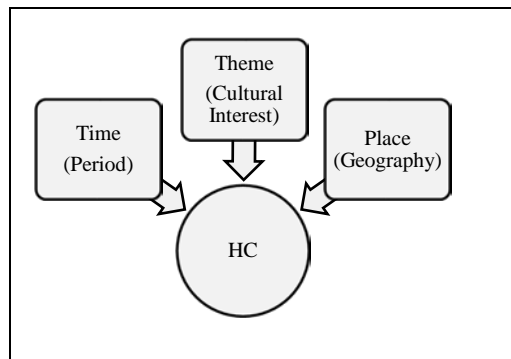 Theme
(Cultural
Interest)
Time
(Period)
Place
(Geography)
HC